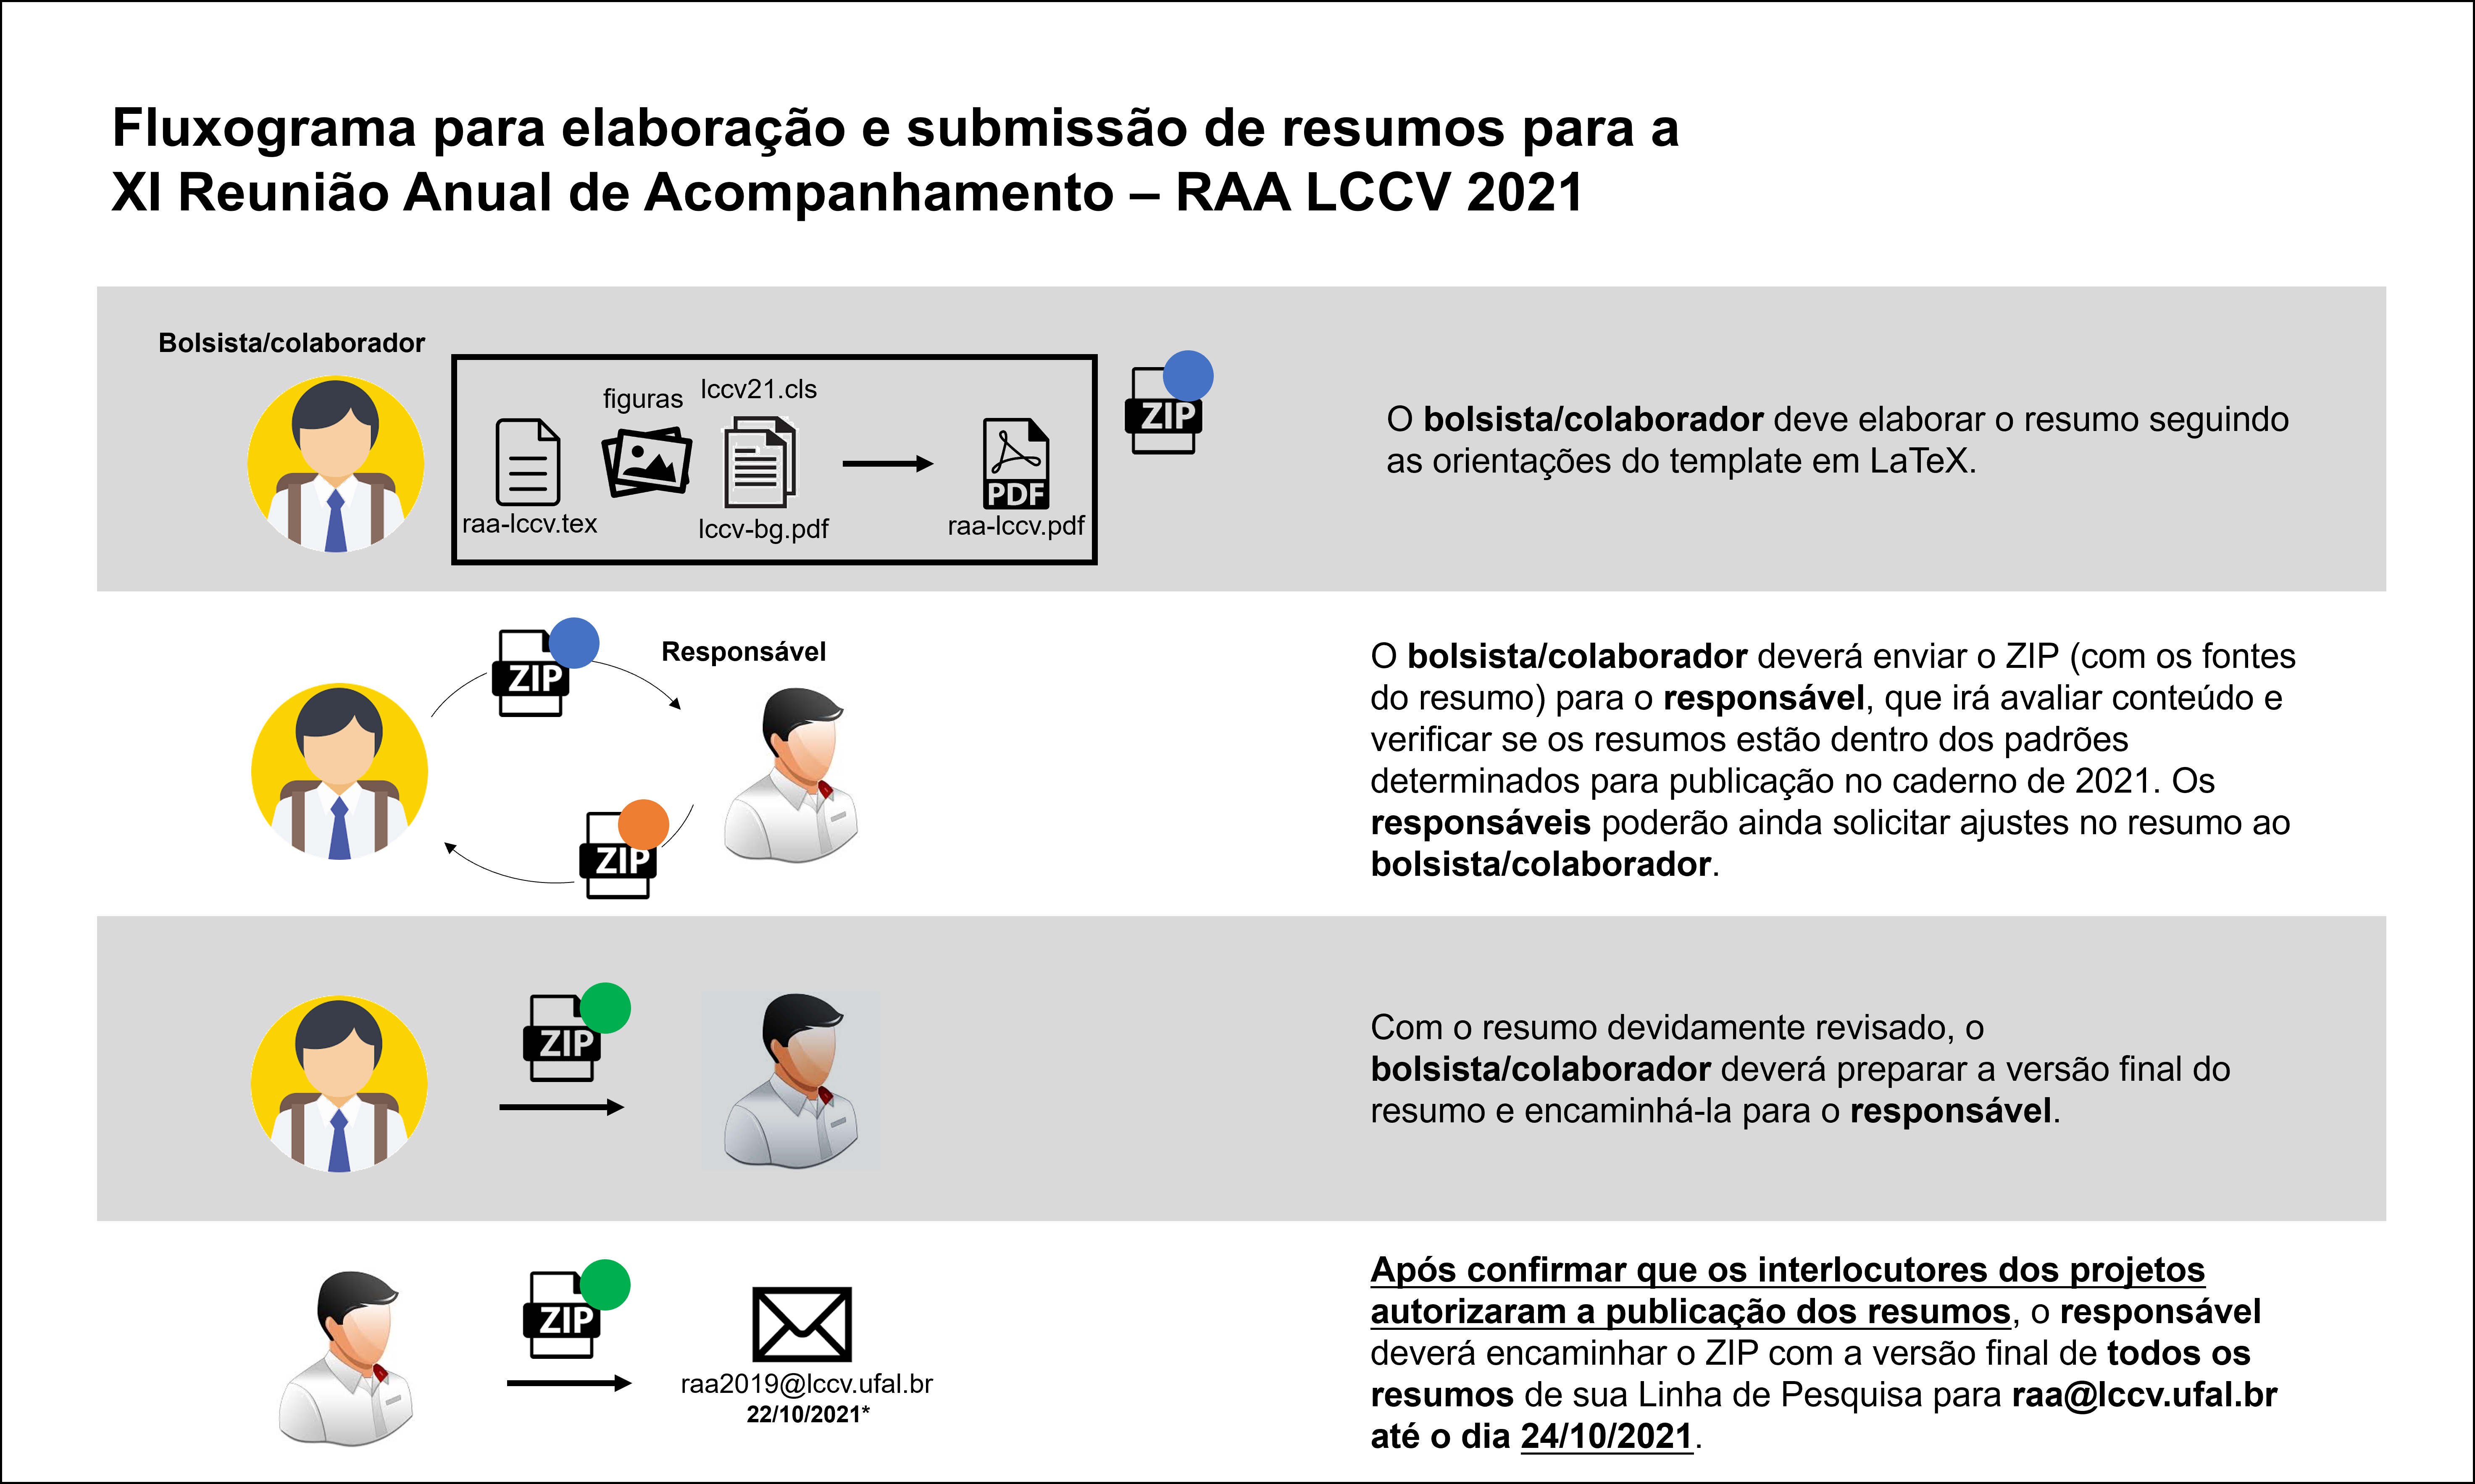 Fluxograma para elaboração e submissão de resumos para a
XI Reunião Anual de Acompanhamento – RAA LCCV 2021
Bolsista/colaborador
figuras
lccv21.cls
raa-lccv.tex
lccv-bg.pdf
PDF
raa-lccv.pdf
ZIP
O bolsista/colaborador deve elaborar o resumo seguindo
as orientações do template em LaTeX.
ZIP
Responsável
ZIP
O bolsista/colaborador deverá enviar o ZIP (com os fontes
do resumo) para o responsável, que irá avaliar conteúdo e
verificar se os resumos estão dentro dos padrões
determinados para publicação no caderno de 2021. Os
responsáveis poderão ainda solicitar ajustes no resumo ao
bolsista/colaborador.
ZIP
Com o resumo devidamente revisado, o
bolsista/colaborador deverá preparar a versão final do
resumo e encaminhá-la para o responsável.
ZIP
raa2019@lccv.ufal.br
22/10/2021*
Após confirmar que os interlocutores dos projetos
autorizaram a publicação dos resumos, o responsável
deverá encaminhar o ZIP com a versão final de todos os
resumos de sua Linha de Pesquisa para raa@lccv.ufal.br
até o dia 24/10/2021.